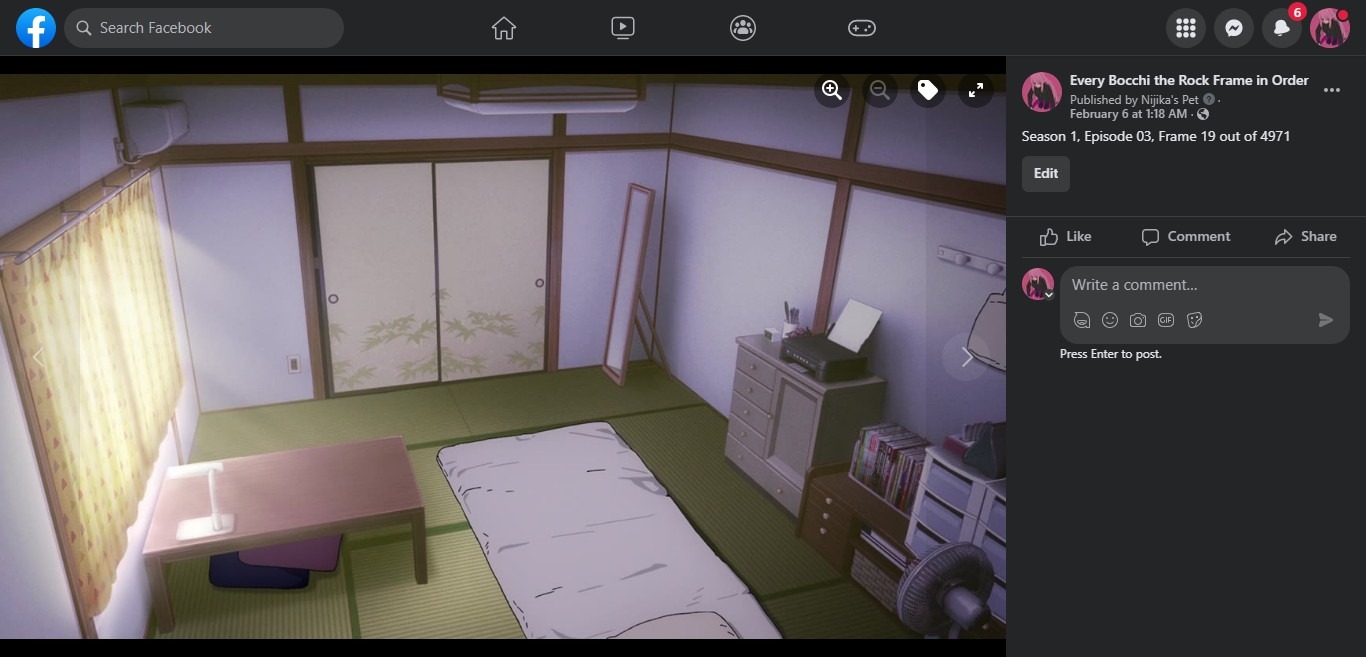 Search Facebook
6
Every Bocchi the Rock Frame in Order
Published by Nijika's Pet ?·
February 6 at 1:18 AM ·
Season 1, Episode 03, Frame 19 out of 4971
Edit
Like
Comment
Share
Write a comment...
GIF
Press Enter to post.